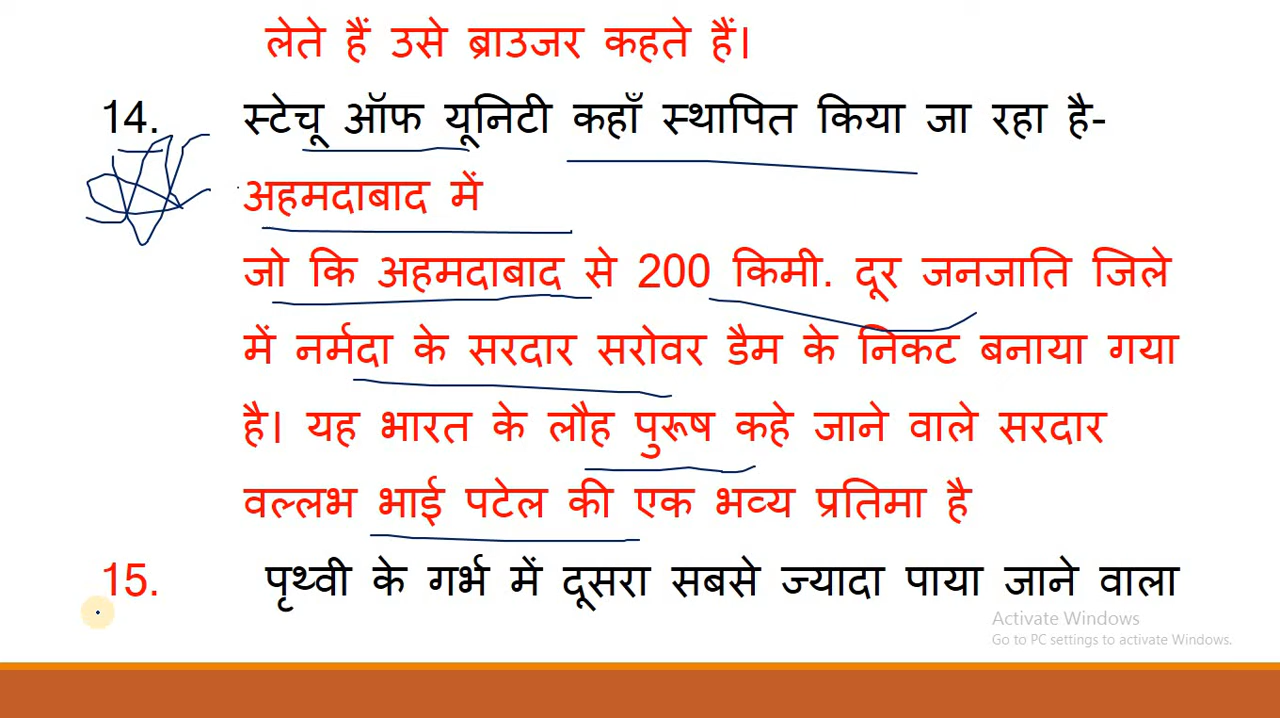 लेते हैं उसे ब्राउजर कहते हैं।
14. स्टेचू ऑफ यूनिटी कहाँ स्थापित किया जा रहा है-
अहमदाबाद में
जो कि अहमदाबाद से 200 किमी. दूर जनजाति जिले
में नर्मदा के सरदार सरोवर डैम के निकट बनाया गया
है। यह भारत के लौह पुरूष कहे जाने वाले सरदार
वल्लभ भाई पटेल की एक भव्य प्रतिमा है
15. पृथ्वी के गर्भ में दूसरा सबसे ज्यादा पाया जाने वाला
Activate Windows
Go to PC settings to activate Windows.